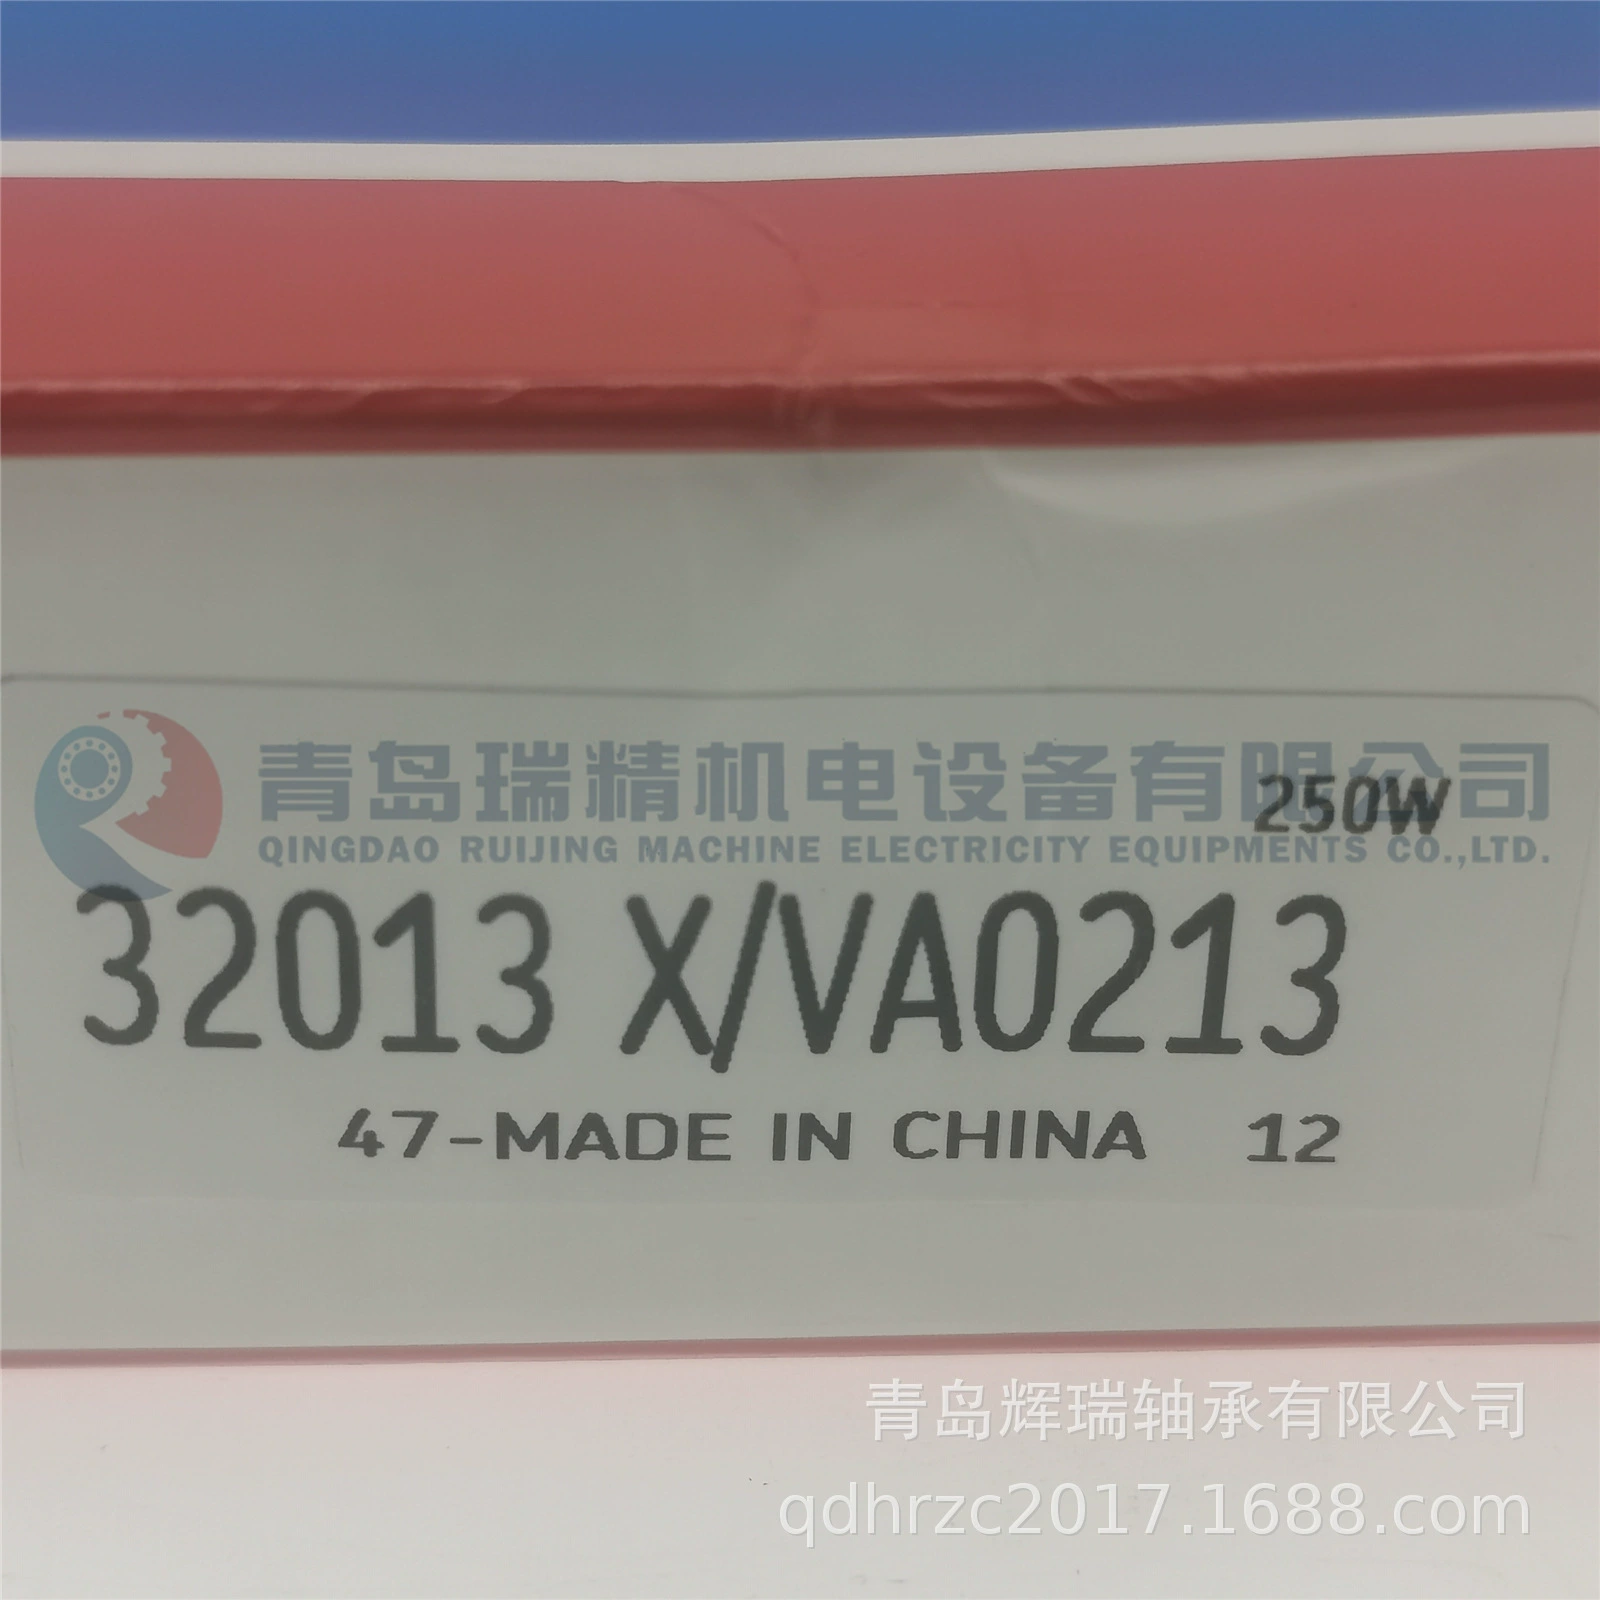 青岛瑞精机电设备有限公司
250W
QINGDAO RUIJING MACHINE ELECTRICITY EQUIPMENTS CO.,LTD.
32013 X/VA0213
47-MADE IN CHINA 12
青岛辉瑞轴承有限公司
qdhrzc2017.1688.com